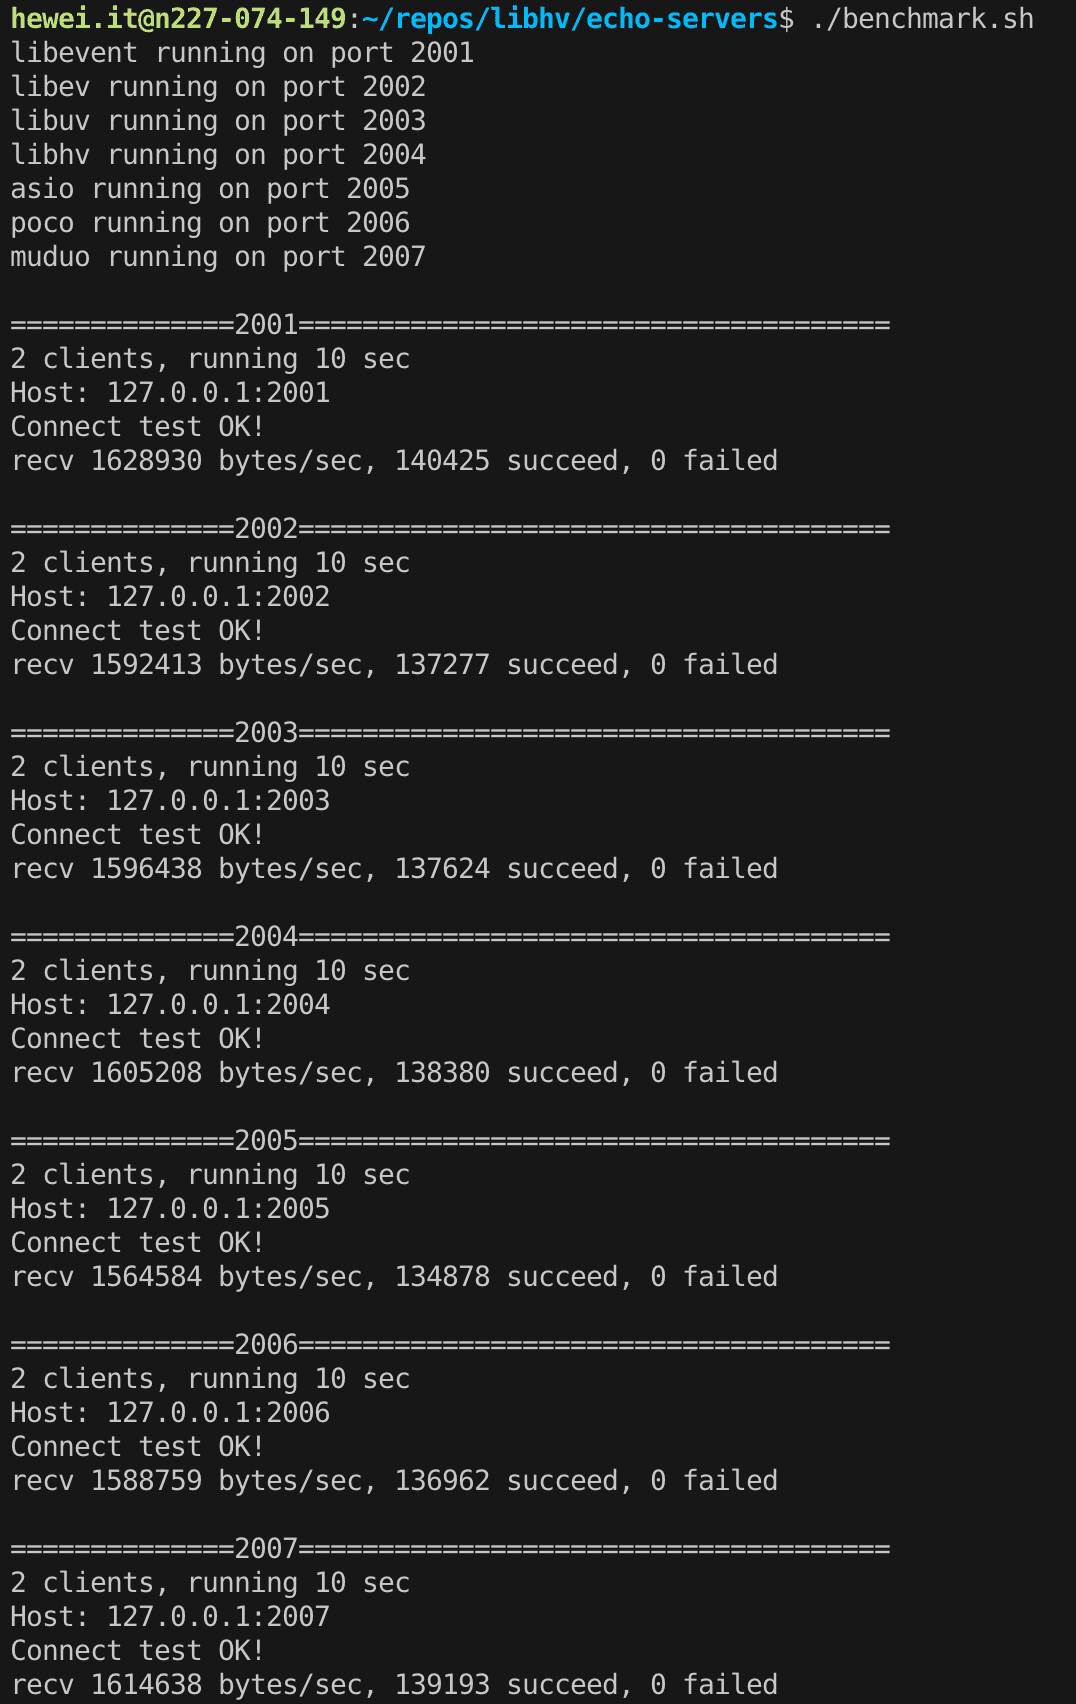 hewei.it@n227-074-149:~/repos/libhv/echo-servers$ ./benchmark.sh
libevent running on port 2001
libev running on port 2002
libuv running on port 2003
libhv running on port 2004
asio running on port 2005
poco running on port 2006
muduo running on port 2007

==============2001=====================================
2 clients, running 10 sec
Host: 127.0.0.1:2001
Connect test OK!
recv 1628930 bytes/sec, 140425 succeed, 0 failed

==============2002=====================================
2 clients, running 10 sec
Host: 127.0.0.1:2002
Connect test OK!
recv 1592413 bytes/sec, 137277 succeed, 0 failed

==============2003=====================================
2 clients, running 10 sec
Host: 127.0.0.1:2003
Connect test OK!
recv 1596438 bytes/sec, 137624 succeed, 0 failed

==============2004=====================================
2 clients, running 10 sec
Host: 127.0.0.1:2004
Connect test OK!
recv 1605208 bytes/sec, 138380 succeed, 0 failed

==============2005=====================================
2 clients, running 10 sec
Host: 127.0.0.1:2005
Connect test OK!
recv 1564584 bytes/sec, 134878 succeed, 0 failed

==============2006=====================================
2 clients, running 10 sec
Host: 127.0.0.1:2006
Connect test OK!
recv 1588759 bytes/sec, 136962 succeed, 0 failed

==============2007=====================================
2 clients, running 10 sec
Host: 127.0.0.1:2007
Connect test OK!
recv 1614638 bytes/sec, 139193 succeed, 0 failed